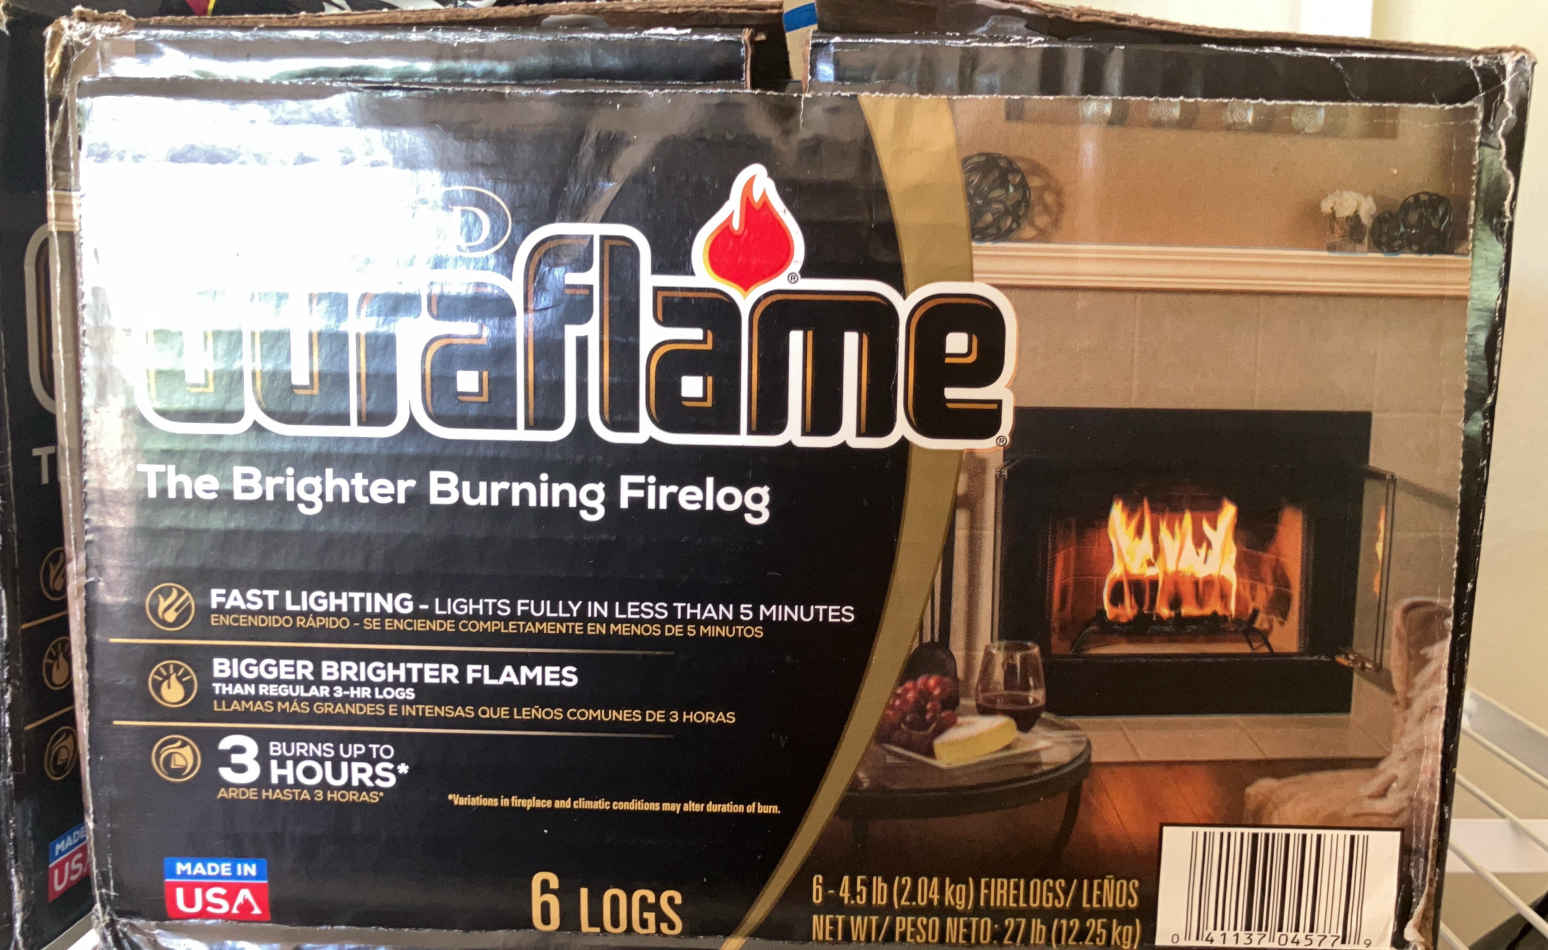 D
duraflame®
®
The Brighter Burning Firelog
FAST LIGHTING - LIGHTS FULLY IN LESS THAN 5 MINUTES
ENCENDIDO RÁPIDO - SE ENCIENDE COMPLETAMENTE EN MENOS DE 5 MINUTOS
BIGGER BRIGHTER FLAMES
THAN REGULAR 3-HR LOGS
LLAMAS MÁS GRANDES E INTENSAS QUE LEÑOS COMUNES DE 3 HORAS
3 BURNS UP TO
HOURS*
ARDE HASTA 3 HORAS*
*Variations in fireplace and climatic conditions may alter duration of burn.
MADE IN
USA
6 LOGS
6 - 4.5 lb (2.04 kg) FIRELOGS/ LEÑOS
NET WT/ PESO NETO: 27 lb (12.25 kg)
0 41137 04577 9
MADE
US